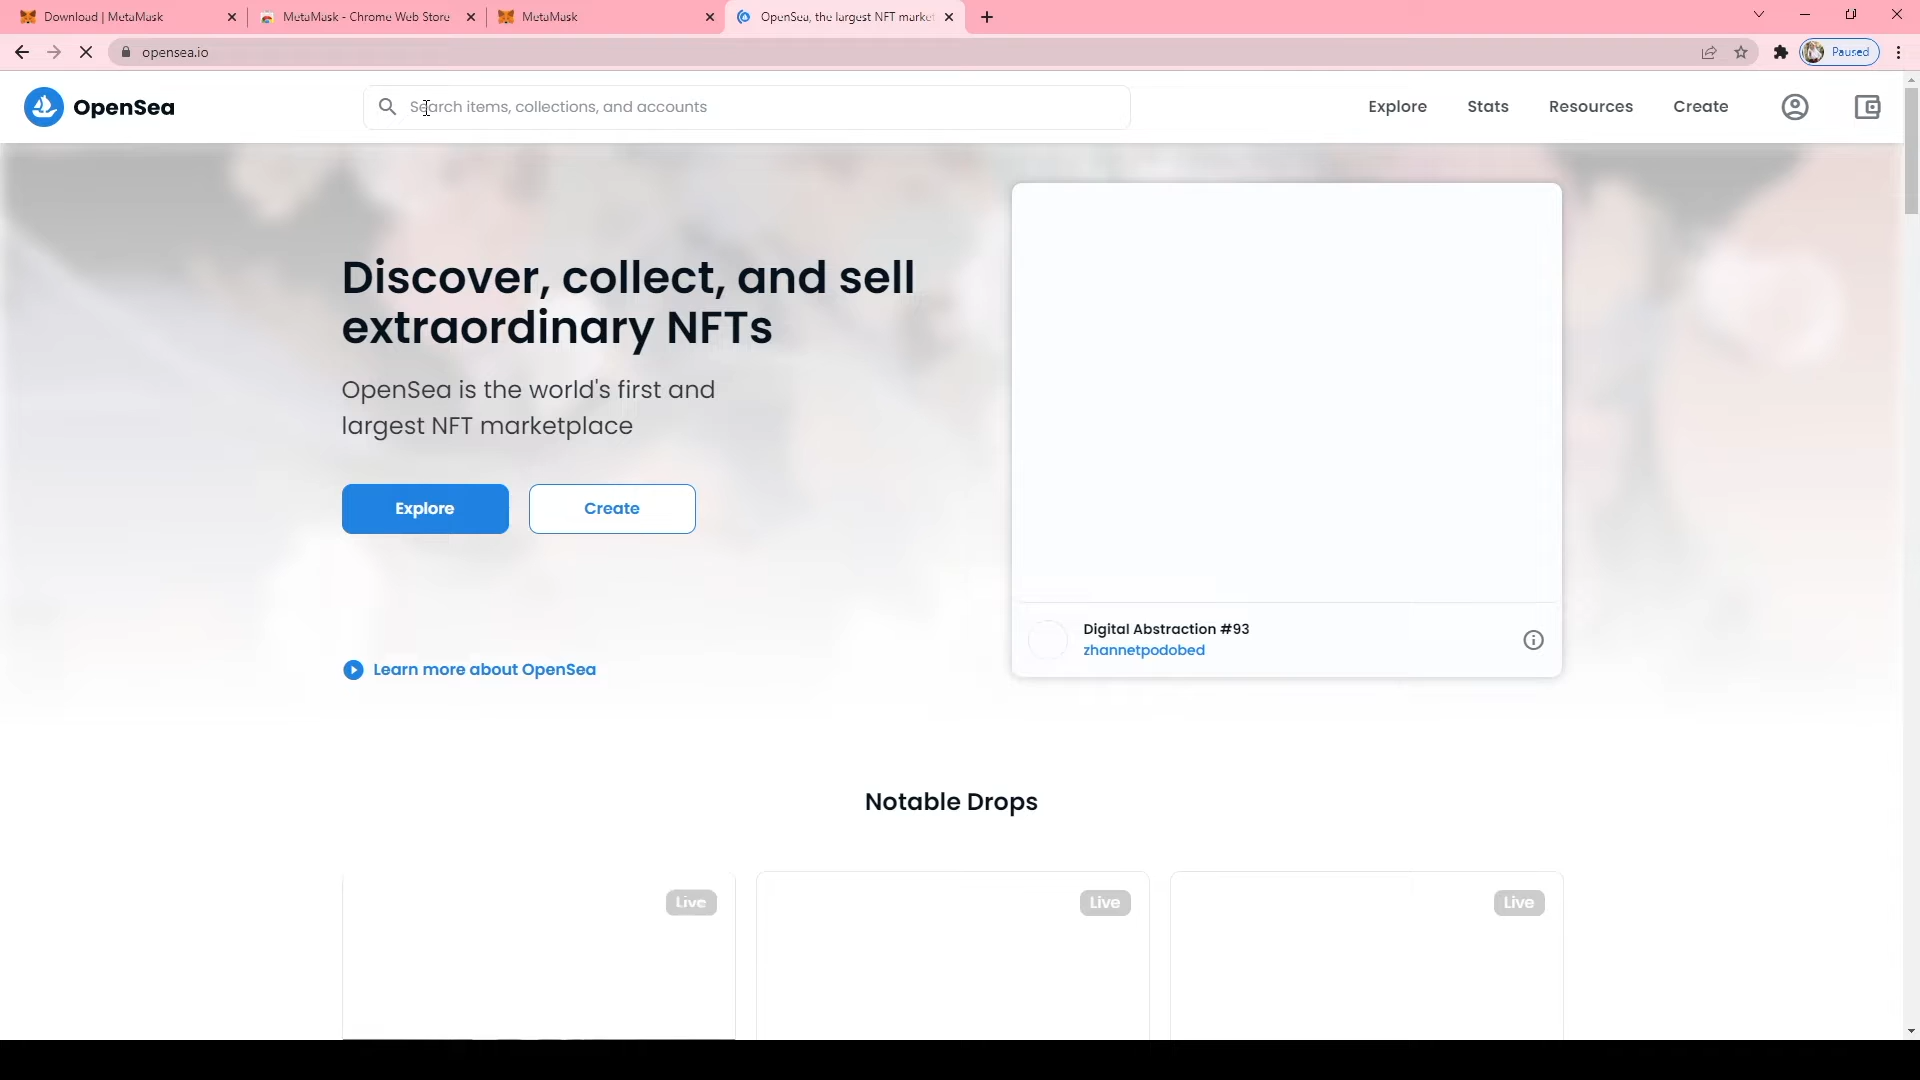 Download | MetaMask
MetaMask - Chrome Web Store
MetaMask
OpenSea, the largest NFT market
opensea.io
Paused
OpenSea
Search items, collections, and accounts
Explore
Stats
Resources
Create
Discover, collect, and sell
extraordinary NFTs
OpenSea is the world's first and
largest NFT marketplace
Explore
Create
Learn more about OpenSea
Digital Abstraction #93
zhannetpodobed
Notable Drops
Live
Live
Live